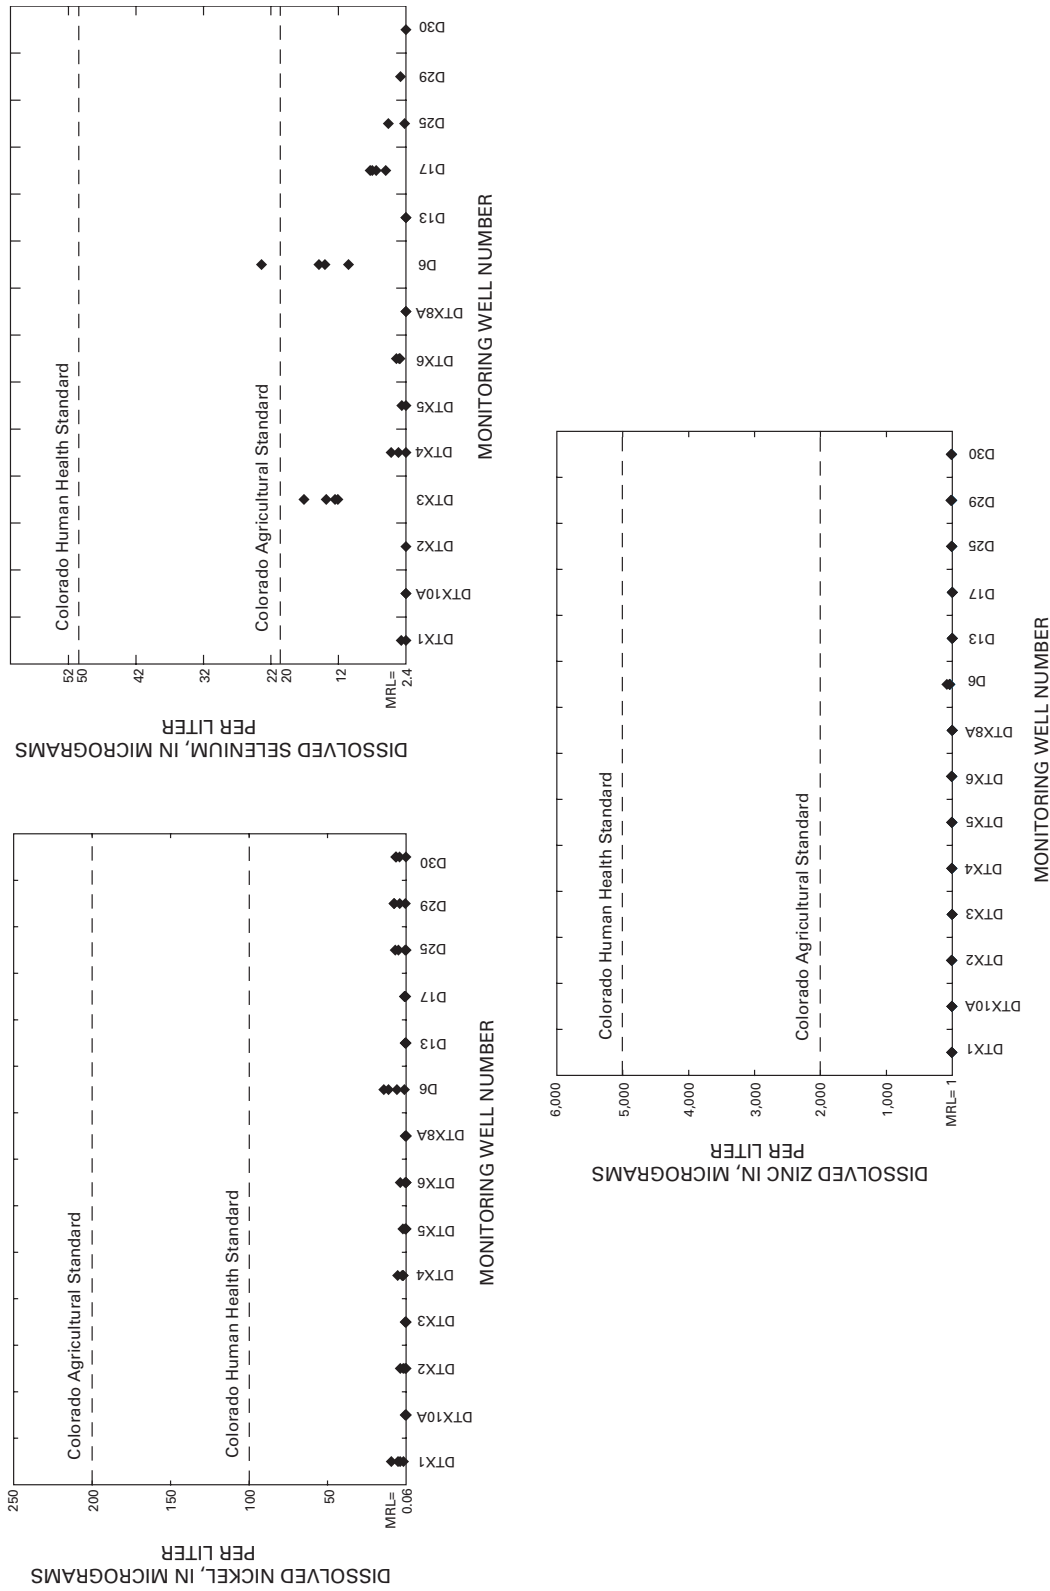 DISSOLVED NICKEL, IN MICROGRAMS
PER LITER
250
200
150
100
50
MRL=
0.06
Colorado Agricultural Standard
Colorado Human Health Standard
DTX1
DTX10A
DTX2
DTX3
DTX4
DTX5
DTX6
DTX8A
D6
D13
D17
D25
D29
D30
MONITORING WELL NUMBER
DISSOLVED SELENIUM, IN MICROGRAMS
PER LITER
52
50
42
32
22
20
12
MRL=
2.4
Colorado Human Health Standard
Colorado Agricultural Standard
DTX1
DTX10A
DTX2
DTX3
DTX4
DTX5
DTX6
DTX8A
D6
D13
D17
D25
D29
D30
MONITORING WELL NUMBER
DISSOLVED ZINC IN, MICROGRAMS
PER LITER
6,000
5,000
4,000
3,000
2,000
1,000
MRL= 1
Colorado Human Health Standard
Colorado Agricultural Standard
DTX1
DTX10A
DTX2
DTX3
DTX4
DTX5
DTX6
DTX8A
D6
D13
D17
D25
D29
D30
MONITORING WELL NUMBER